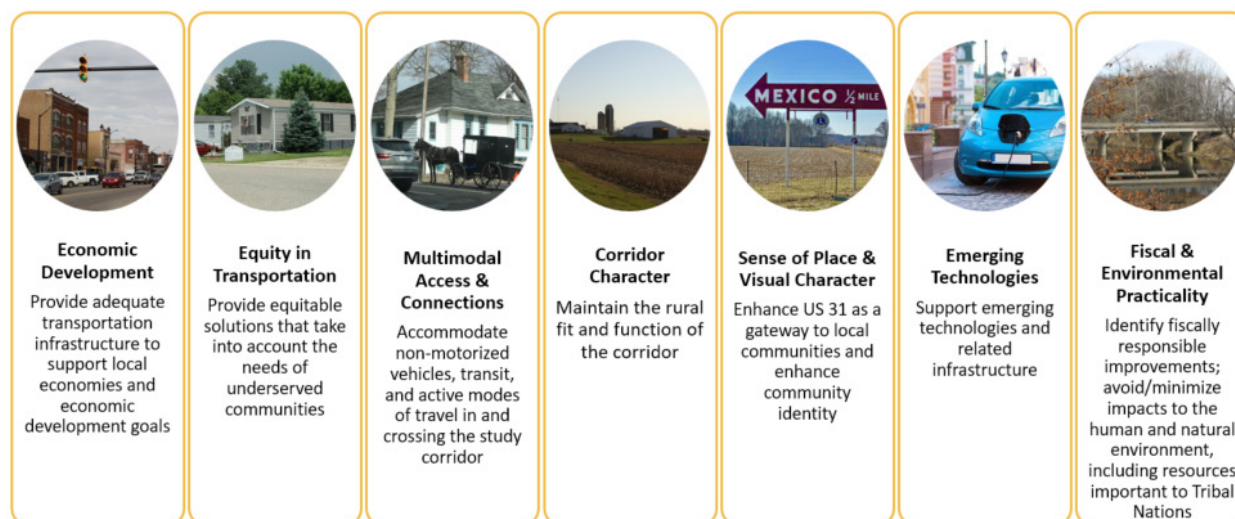 MEXICO ½ MILE
Economic
Development
Provide adequate
transportation
infrastructure to
support local
economies and
economic
development goals
Equity in
Transportation
Provide equitable
solutions that take
into account the
needs of
underserved
communities
Multimodal
Access &
Connections
Accommodate
non-motorized
vehicles, transit,
and active modes
of travel in and
crossing the study
corridor
Corridor
Character
Maintain the rural
fit and function of
the corridor
Sense of Place &
Visual Character
Enhance US 31 as a
gateway to local
communities and
enhance
community
identity
Emerging
Technologies
Support emerging
technologies and
related
infrastructure
Fiscal &
Environmental
Practicality
Identify fiscally
responsible
improvements;
avoid/minimize
impacts to the
human and natural
environment,
including resources
important to Tribal
Nations